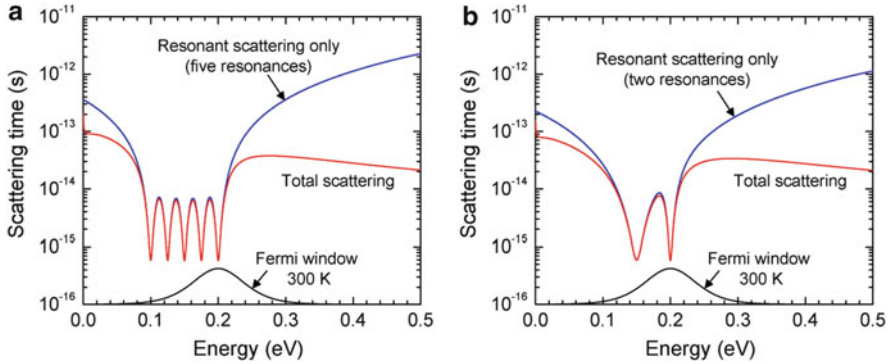 a
10⁻¹¹
10⁻¹²
10⁻¹³
10⁻¹⁴
10⁻¹⁵
10⁻¹⁶
Scattering time (s)
Resonant scattering only
(five resonances)
Total scattering
Fermi window
300 K
0.0 0.1 0.2 0.3 0.4 0.5
Energy (eV)
b
10⁻¹¹
10⁻¹²
10⁻¹³
10⁻¹⁴
10⁻¹⁵
10⁻¹⁶
Scattering time (s)
Resonant scattering only
(two resonances)
Total scattering
Fermi window
300 K
0.0 0.1 0.2 0.3 0.4 0.5
Energy (eV)